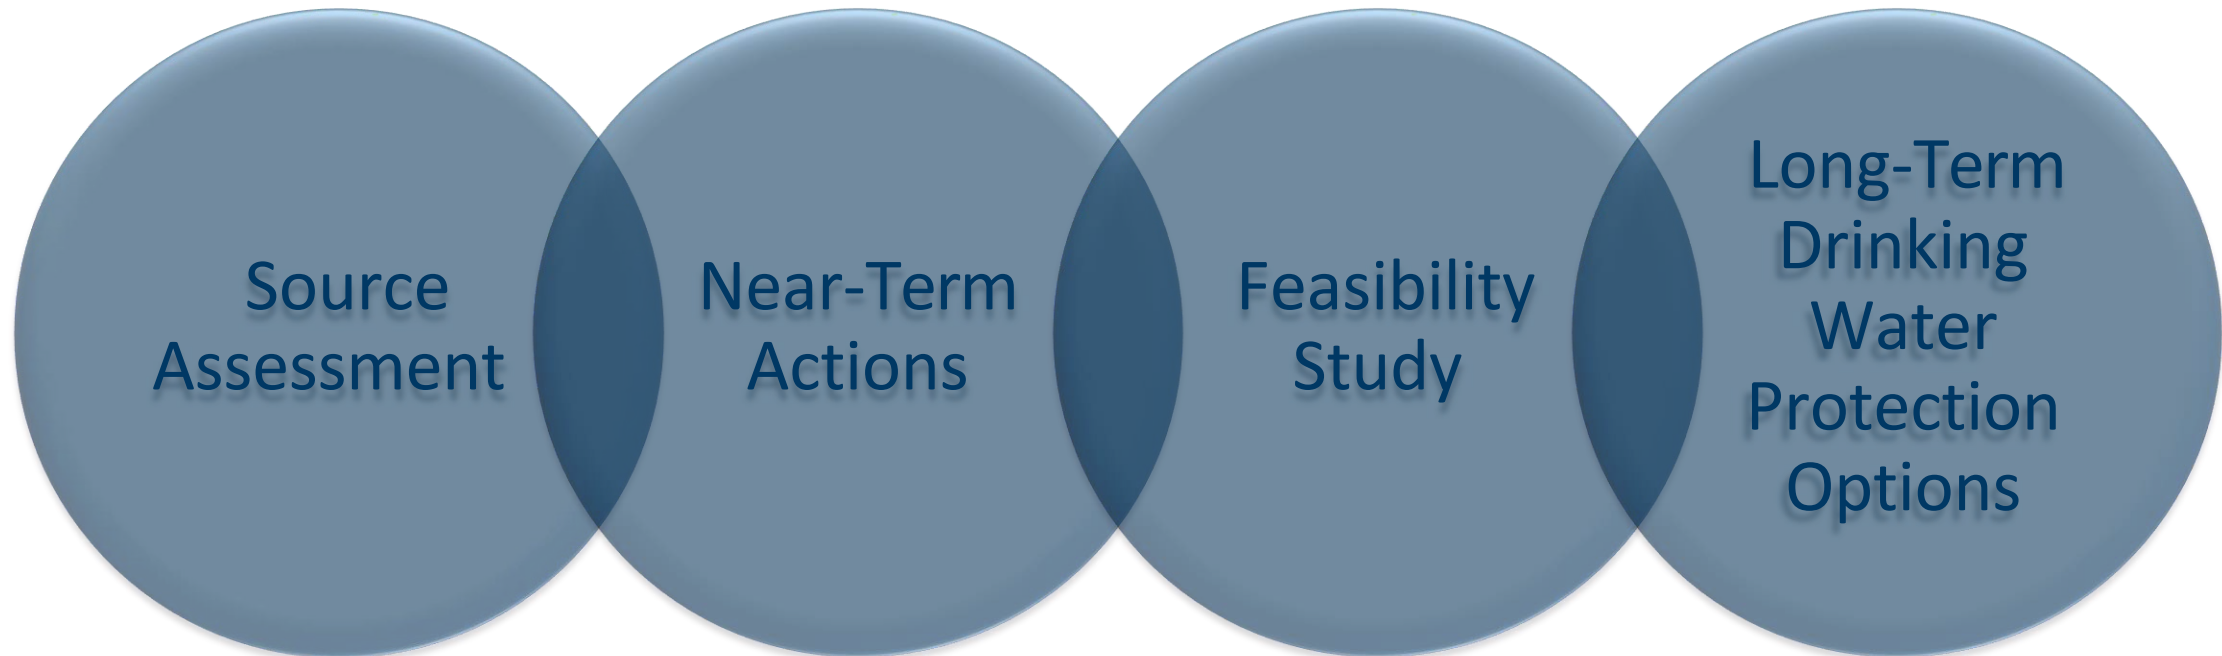 Source
Assessment
Near-Term
Actions
Feasibility
Study
Long-Term
Drinking
Water
Protection
Options